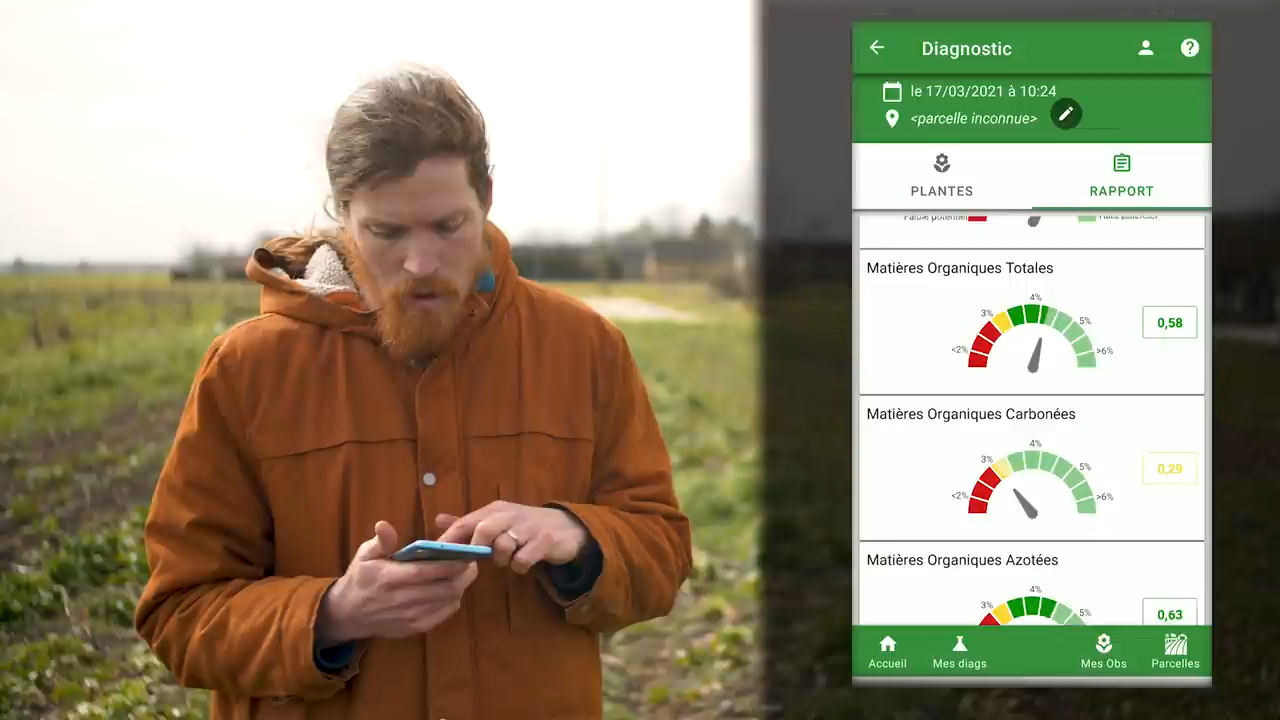 Diagnostic
le 17/03/2021 à 10:24
<parcelle inconnue>
PLANTES
RAPPORT
Faible potentiel
Matières Organiques Totales
<2%
3%
4%
5%
>6%
0,58
Matières Organiques Carbonées
<2%
3%
4%
5%
>6%
0,29
Matières Organiques Azotées
3%
4%
5%
0,63
Accueil
Mes diags
Mes Obs
Parcelles